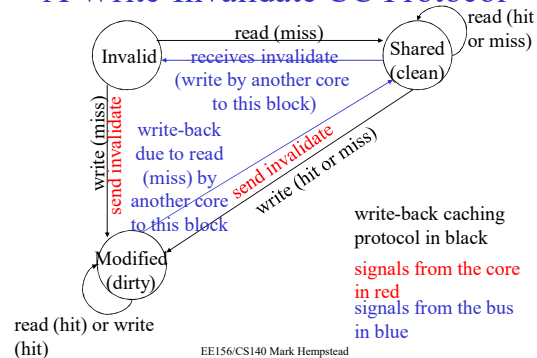 A Write Invalidate CC Protocol
read (miss)
read (hit
or miss)
Invalid
Shared
(clean)
receives invalidate
(write by another core
to this block)
write (miss)
send invalidate
write-back
due to read
(miss) by
another core
to this block
send invalidate
write (hit or miss)
Modified
(dirty)
read (hit) or write
(hit)
write-back caching
protocol in black
signals from the core
in red
signals from the bus
in blue
EE156/CS140 Mark Hempstead